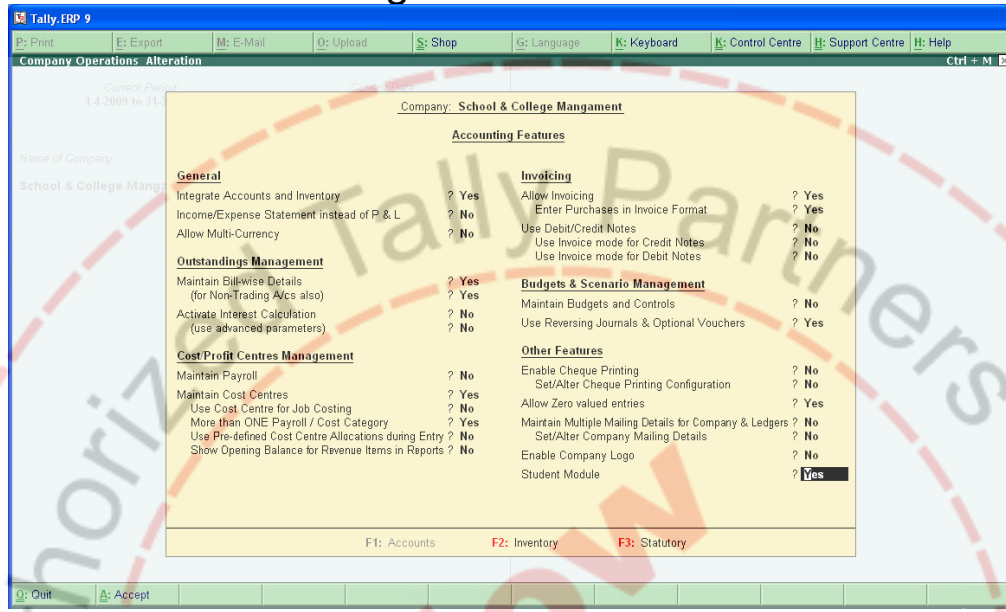 Tally.ERP 9
P: Print E: Export M: E-Mail O: Upload S: Shop G: Language K: Keyboard K: Control Centre H: Support Centre H: Help
Company Operations Alteration Ctrl + M
Current Period
1-4-2009 to 31-3
Name of Company
School & College Manga
Company: School & College Mangament
Accounting Features
General
Integrate Accounts and Inventory ? Yes
Income/Expense Statement instead of P & L ? No
Allow Multi-Currency ? No
Outstandings Management
Maintain Bill-wise Details ? Yes
(for Non-Trading A/cs also) ? Yes
Activate Interest Calculation ? No
(use advanced parameters) ? No
Cost/Profit Centres Management
Maintain Payroll ? No
Maintain Cost Centres ? Yes
Use Cost Centre for Job Costing ? No
More than ONE Payroll / Cost Category ? Yes
Use Pre-defined Cost Centre Allocations during Entry ? No
Show Opening Balance for Revenue Items in Reports ? No
Invoicing
Allow Invoicing ? Yes
Enter Purchases in Invoice Format ? Yes
Use Debit/Credit Notes ? No
Use Invoice mode for Credit Notes ? No
Use Invoice mode for Debit Notes ? No
Budgets & Scenario Management
Maintain Budgets and Controls ? No
Use Reversing Journals & Optional Vouchers ? Yes
Other Features
Enable Cheque Printing ? No
Set/Alter Cheque Printing Configuration ? No
Allow Zero valued entries ? Yes
Maintain Multiple Mailing Details for Company & Ledgers ? No
Set/Alter Company Mailing Details ? No
Enable Company Logo ? No
Student Module ? Yes
F1: Accounts F2: Inventory F3: Statutory
Q: Quit A: Accept
horized Tally Partners
ow